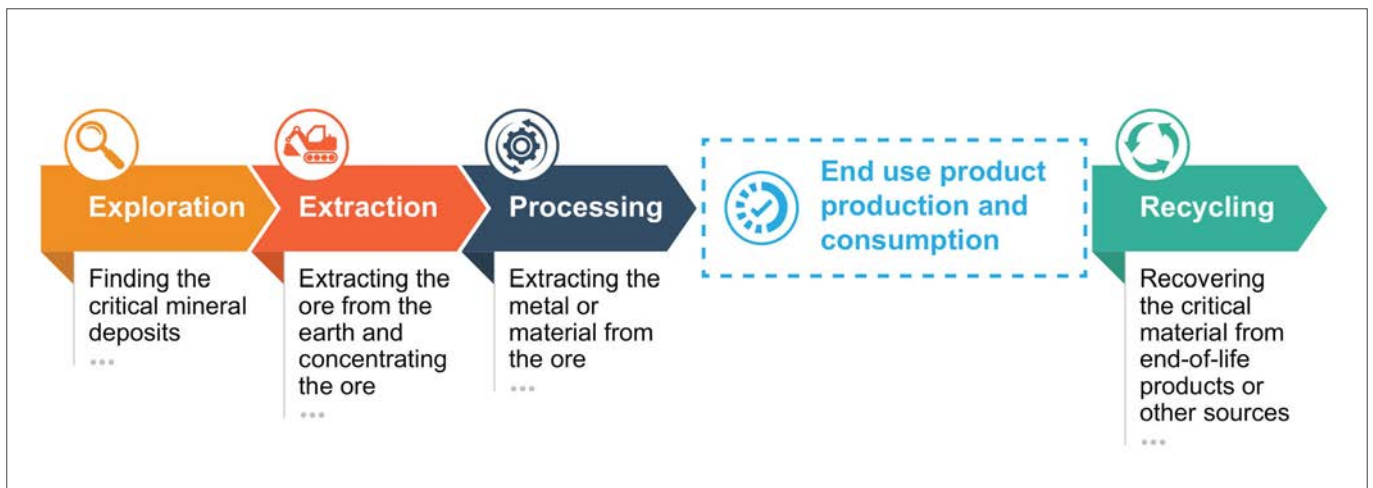 Exploration
Finding the
critical mineral
deposits
...
Extraction
Extracting the
ore from the
earth and
concentrating
the ore
...
Processing
Extracting the
metal or
material from
the ore
...
End use product
production and
consumption
Recycling
Recovering
the critical
material from
end-of-life
products or
other sources
...